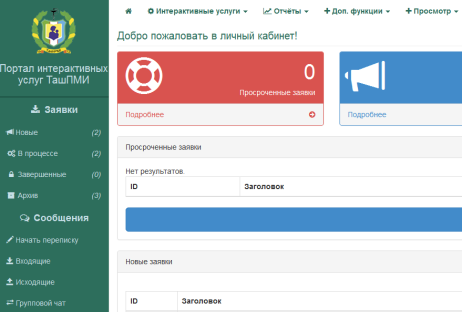 Интерактивные услуги
Отчёты
Доп. функции
Просмотр
Портал интерактивных
услуг ТашПМИ
Добро пожаловать в личный кабинет!
Заявки
Новые (2)
В процессе (2)
Завершенные (0)
Архив (3)
Сообщения
Начать переписку
Входящие
Исходящие
Групповой чат
0
Просроченные заявки
Подробнее
Подробнее
Просроченные заявки
Нет результатов.
ID Заголовок
Новые заявки
ID Заголовок